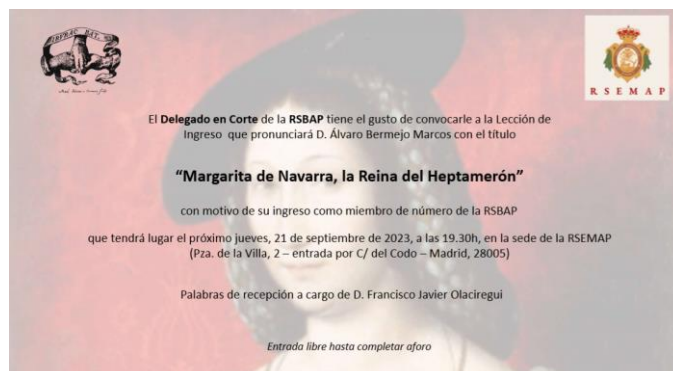 IRURAC BAT
R S E M A P
El Delegado en Corte de la RSBAP tiene el gusto de convocarle a la Lección de
Ingreso que pronunciará D. Álvaro Bermejo Marcos con el título
“Margarita de Navarra, la Reina del Heptamerón”
con motivo de su ingreso como miembro de número de la RSBAP
que tendrá lugar el próximo jueves, 21 de septiembre de 2023, a las 19.30h, en la sede de la RSEMAP
(Pza. de la Villa, 2 – entrada por C/ del Codo – Madrid, 28005)
Palabras de recepción a cargo de D. Francisco Javier Olaciregui
Entrada libre hasta completar aforo